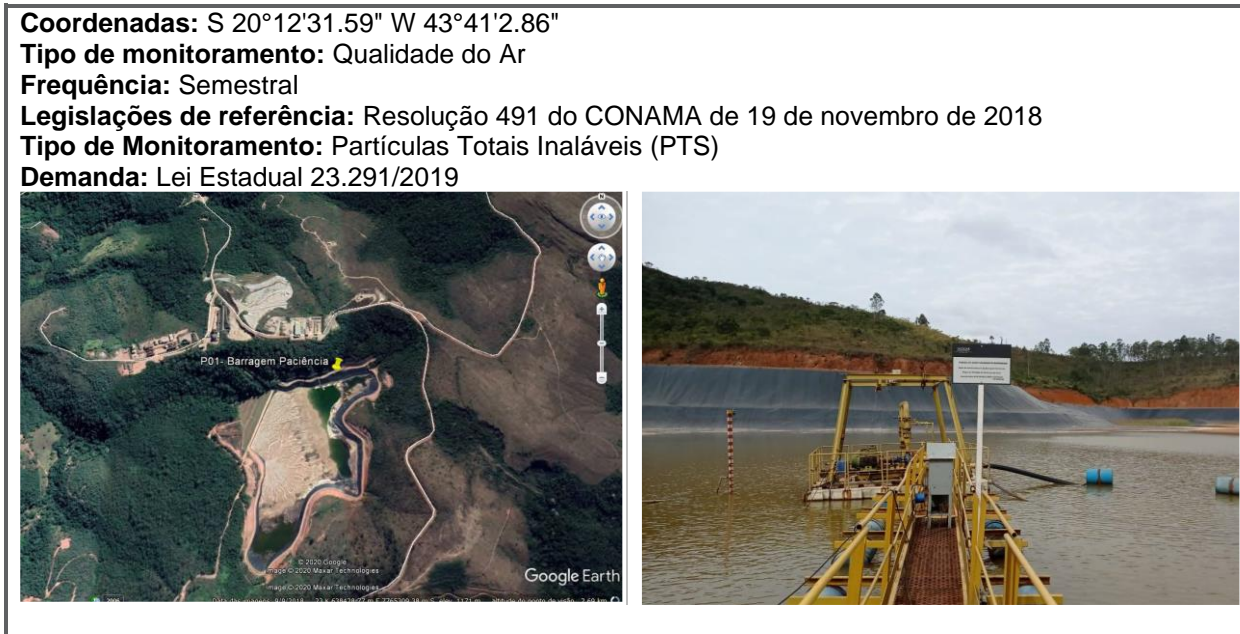 Coordenadas: S 20°12'31.59" W 43°41'2.86"
Tipo de monitoramento: Qualidade do Ar
Frequência: Semestral
Legislações de referência: Resolução 491 do CONAMA de 19 de novembro de 2018
Tipo de Monitoramento: Partículas Totais Inaláveis (PTS)
Demanda: Lei Estadual 23.291/2019
N
P01- Barragem Paciência
© 2020 Google
Image © 2020 Maxar Technologies
Image © 2020 Maxar Technologies
Google Earth
2006